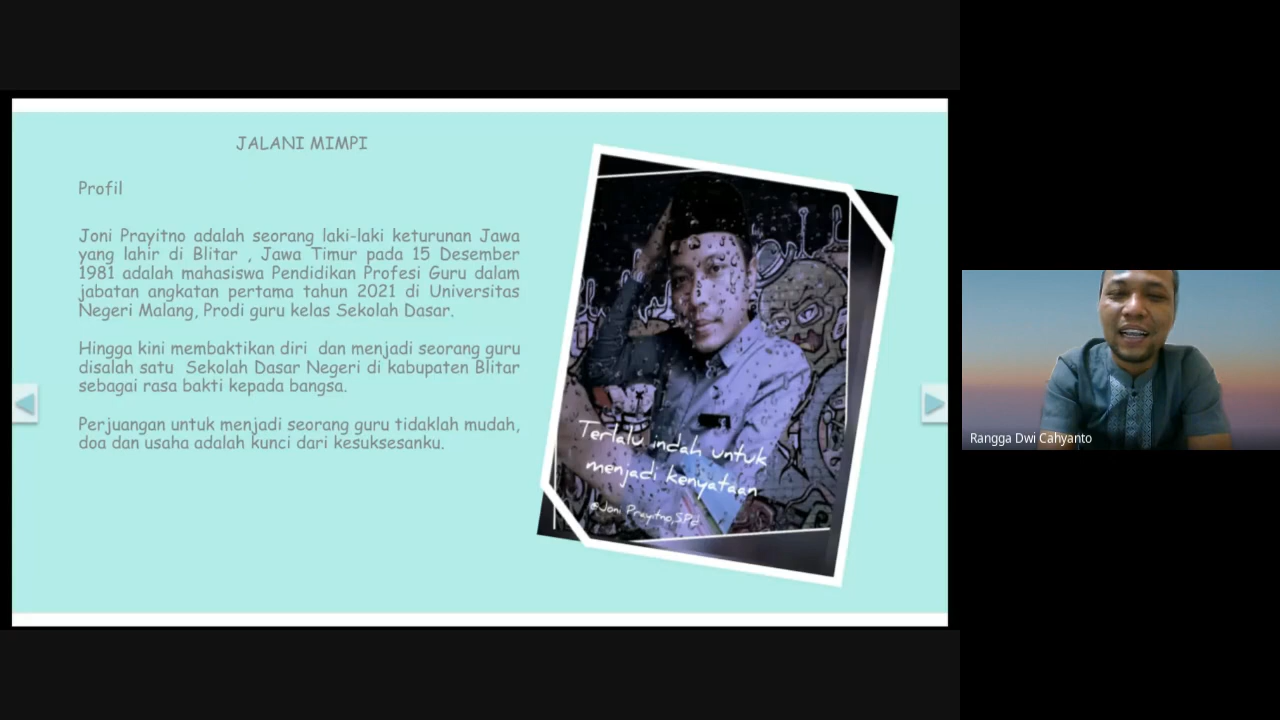 JALANI MIMPI
Profil
Joni Prayitno adalah seorang laki-laki keturunan Jawa
yang lahir di Blitar , Jawa Timur pada 15 Desember
1981 adalah mahasiswa Pendidikan Profesi Guru dalam
jabatan angkatan pertama tahun 2021 di Universitas
Negeri Malang, Prodi guru kelas Sekolah Dasar.
Hingga kini membaktikan diri dan menjadi seorang guru
disalah satu Sekolah Dasar Negeri di kabupaten Blitar
sebagai rasa bakti kepada bangsa.
Perjuangan untuk menjadi seorang guru tidaklah mudah,
doa dan usaha adalah kunci dari kesuksesanku.
Terlalu indah untuk
menjadi kenyataan
@Joni Prayitno,SPd
Rangga Dwi Cahyanto